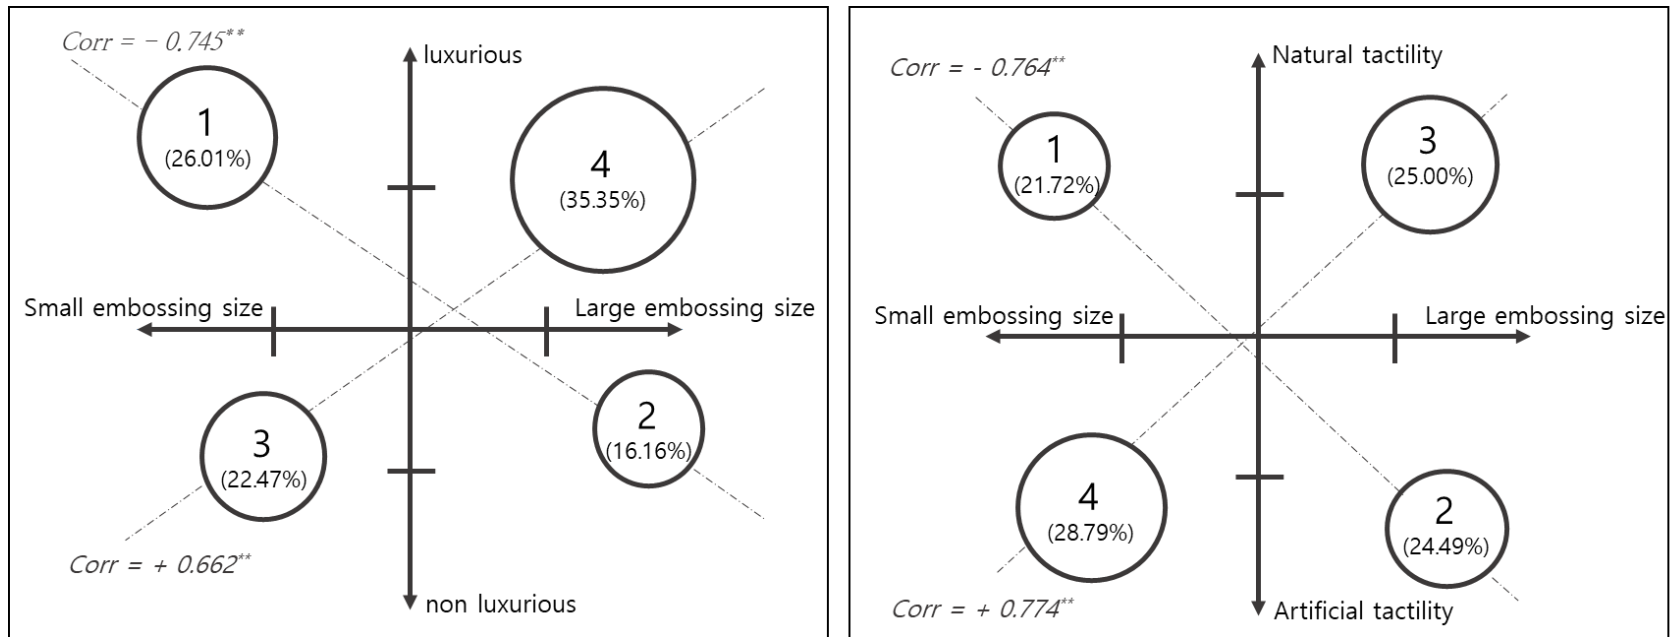 Corr = − 0.745**
luxurious
1
(26.01%)
4
(35.35%)
Small embossing size
Large embossing size
3
(22.47%)
2
(16.16%)
Corr = + 0.662**
non luxurious
Corr = - 0.764**
Natural tactility
1
(21.72%)
3
(25.00%)
Small embossing size
Large embossing size
4
(28.79%)
2
(24.49%)
Corr = + 0.774**
Artificial tactility